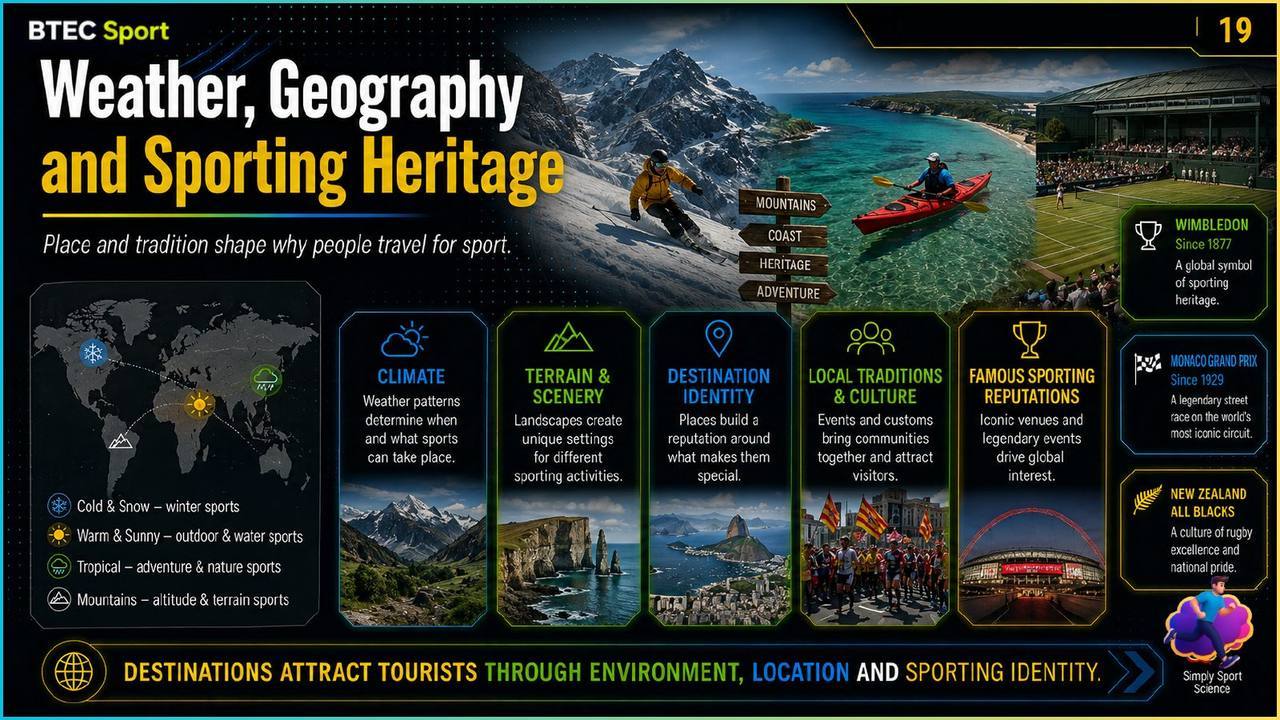 BTEC Sport
19
Weather, Geography
and Sporting Heritage
Place and tradition shape why people travel for sport.
MOUNTAINS
COAST
HERITAGE
ADVENTURE
WIMBLEDON
Since 1877
A global symbol
of sporting
heritage.
MONACO GRAND PRIX
Since 1929
A legendary street
race on the world's
most iconic circuit.
NEW ZEALAND
ALL BLACKS
A culture of rugby
excellence and
national pride.
Cold & Snow – winter sports
Warm & Sunny – outdoor & water sports
Tropical – adventure & nature sports
Mountains – altitude & terrain sports
CLIMATE
Weather patterns
determine when
and what sports
can take place.
TERRAIN &
SCENERY
Landscapes create
unique settings
for different
sporting activities.
DESTINATION
IDENTITY
Places build a
reputation around
what makes them
special.
LOCAL TRADITIONS
& CULTURE
Events and customs
bring communities
together and attract
visitors.
FAMOUS SPORTING
REPUTATIONS
Iconic venues and
legendary events
drive global
interest.
DESTINATIONS ATTRACT TOURISTS THROUGH ENVIRONMENT, LOCATION AND SPORTING IDENTITY.
Simply Sport
Science